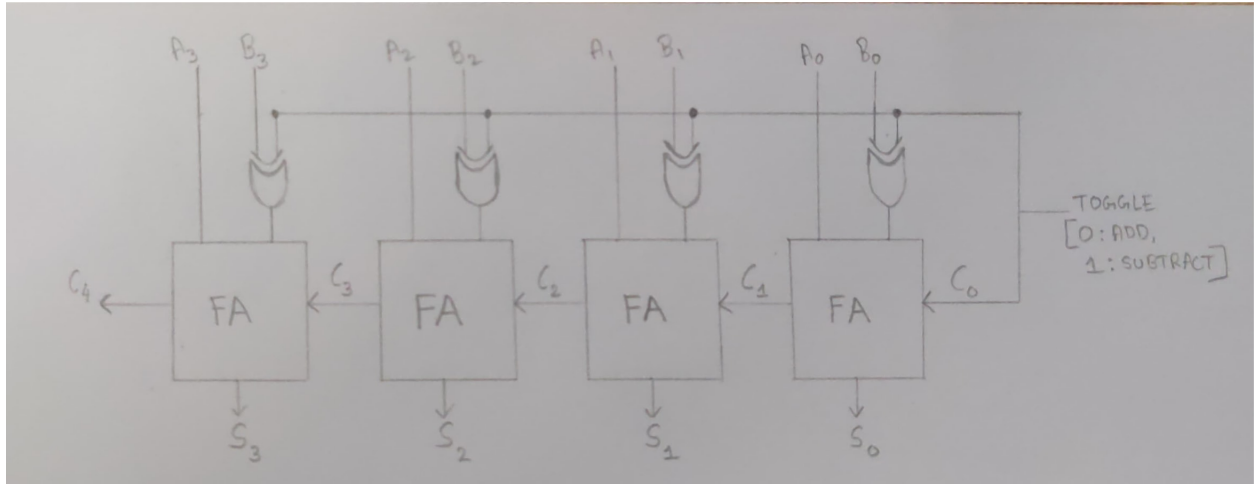 A₃ B₃ A₂ B₂ A₁ B₁ A₀ B₀
TOGGLE
[0: ADD,
1: SUBTRACT]
C₄ FA C₃ FA C₂ FA C₁ FA C₀
S₃ S₂ S₁ S₀